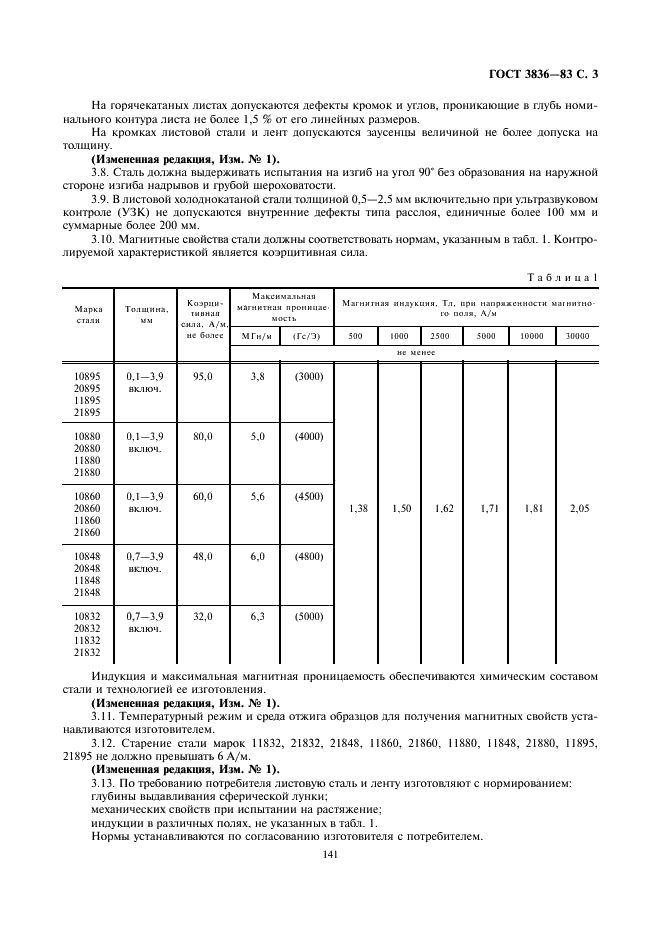 ГОСТ 3836—83 С. 3
На горячекатаных листах допускаются дефекты кромок и углов, проникающие в глубь номи-
нального контура листа не более 1,5 % от его линейных размеров.
На кромках листовой стали и лент допускаются заусенцы величиной не более допуска на
толщину.
(Измененная редакция, Изм. № 1).
3.8. Сталь должна выдерживать испытания на изгиб на угол 90° без образования на наружной
стороне изгиба надрывов и грубой шероховатости.
3.9. В листовой холоднокатаной стали толщиной 0,5—2,5 мм включительно при ультразвуковом
контроле (УЗК) не допускаются внутренние дефекты типа расслоя, единичные более 100 мм и
суммарные более 200 мм.
3.10. Магнитные свойства стали должны соответствовать нормам, указанным в табл. 1. Контро-
лируемой характеристикой является коэрцитивная сила.
Таблица 1
Марка
стали
Толщина,
мм
Коэрци-
тивная
сила, А/м,
не более
Максимальная
магнитная проницае-
мость
Магнитная индукция, Тл, при напряженности магнитно-
го поля, А/м
МГн/м (Гс/Э) 500 1000 2500 5000 10000 30000
не менее
10895 0,1—3,9 95,0 3,8 (3000)
20895 включ.
11895
21895
10880 0,1—3,9 80,0 5,0 (4000)
20880 включ.
11880
21880
10860 0,1—3,9 60,0 5,6 (4500)
20860 включ. 1,38 1,50 1,62 1,71 1,81 2,05
11860
21860
10848 0,7—3,9 48,0 6,0 (4800)
20848 включ.
11848
21848
10832 0,7—3,9 32,0 6,3 (5000)
20832 включ.
11832
21832
Индукция и максимальная магнитная проницаемость обеспечиваются химическим составом
стали и технологией ее изготовления.
(Измененная редакция, Изм. № 1).
3.11. Температурный режим и среда отжига образцов для получения магнитных свойств уста-
навливаются изготовителем.
3.12. Старение стали марок 11832, 21832, 21848, 11860, 21860, 11880, 11848, 21880, 11895,
21895 не должно превышать 6 А/м.
(Измененная редакция, Изм. № 1).
3.13. По требованию потребителя листовую сталь и ленту изготовляют с нормированием:
глубины выдавливания сферической лунки;
механических свойств при испытании на растяжение;
индукции в различных полях, не указанных в табл. 1.
Нормы устанавливаются по согласованию изготовителя с потребителем.
141